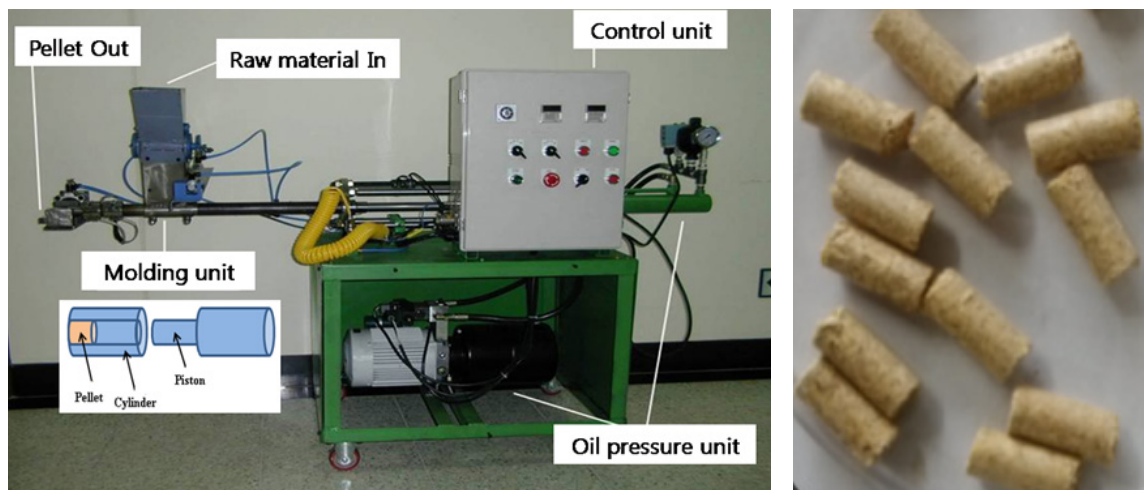 Pellet Out
Raw material In
Control unit
Molding unit
Pellet
Cylinder
Piston
Oil pressure unit